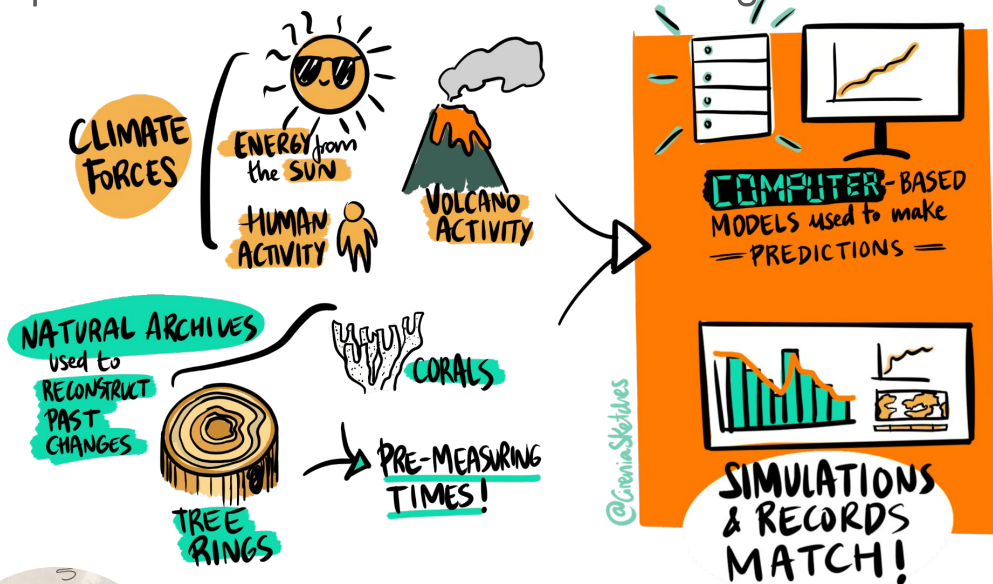 CLIMATE
FORCES
ENERGY from
the SUN
HUMAN
ACTIVITY
VOLCANO
ACTIVITY
NATURAL ARCHIVES
used to
RECONSTRUCT
PAST
CHANGES
CORALS
TREE
RINGS
PRE-MEASURING
TIMES!
COMPUTER-BASED
MODELS used to make
PREDICTIONS
SIMULATIONS
& RECORDS
MATCH!